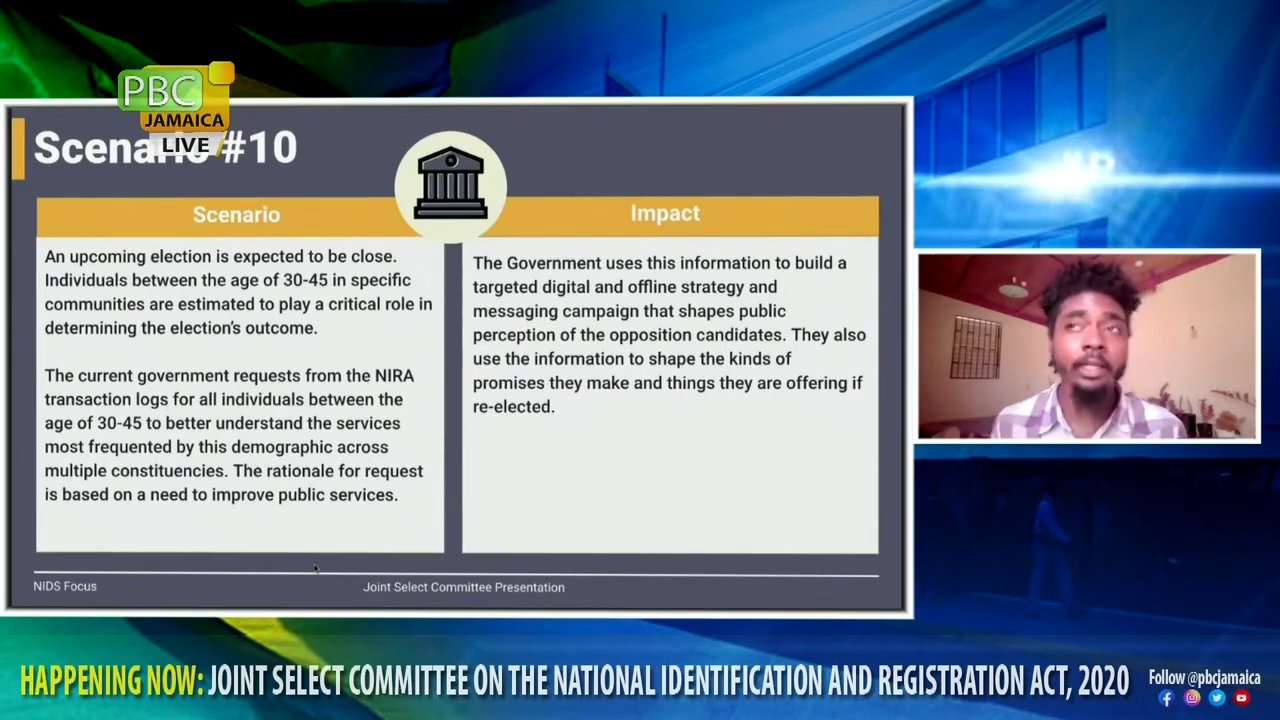 PBC
JAMAICA
LIVE
Scenario #10
Scenario
An upcoming election is expected to be close.
Individuals between the age of 30-45 in specific
communities are estimated to play a critical role in
determining the election's outcome.
The current government requests from the NIRA
transaction logs for all individuals between the
age of 30-45 to better understand the services
most frequented by this demographic across
multiple constituencies. The rationale for request
is based on a need to improve public services.
Impact
The Government uses this information to build a
targeted digital and offline strategy and
messaging campaign that shapes public
perception of the opposition candidates. They also
use the information to shape the kinds of
promises they make and things they are offering if
re-elected.
NIDS Focus
Joint Select Committee Presentation
HAPPENING NOW: JOINT SELECT COMMITTEE ON THE NATIONAL IDENTIFICATION AND REGISTRATION ACT, 2020
Follow @pbcjamaica